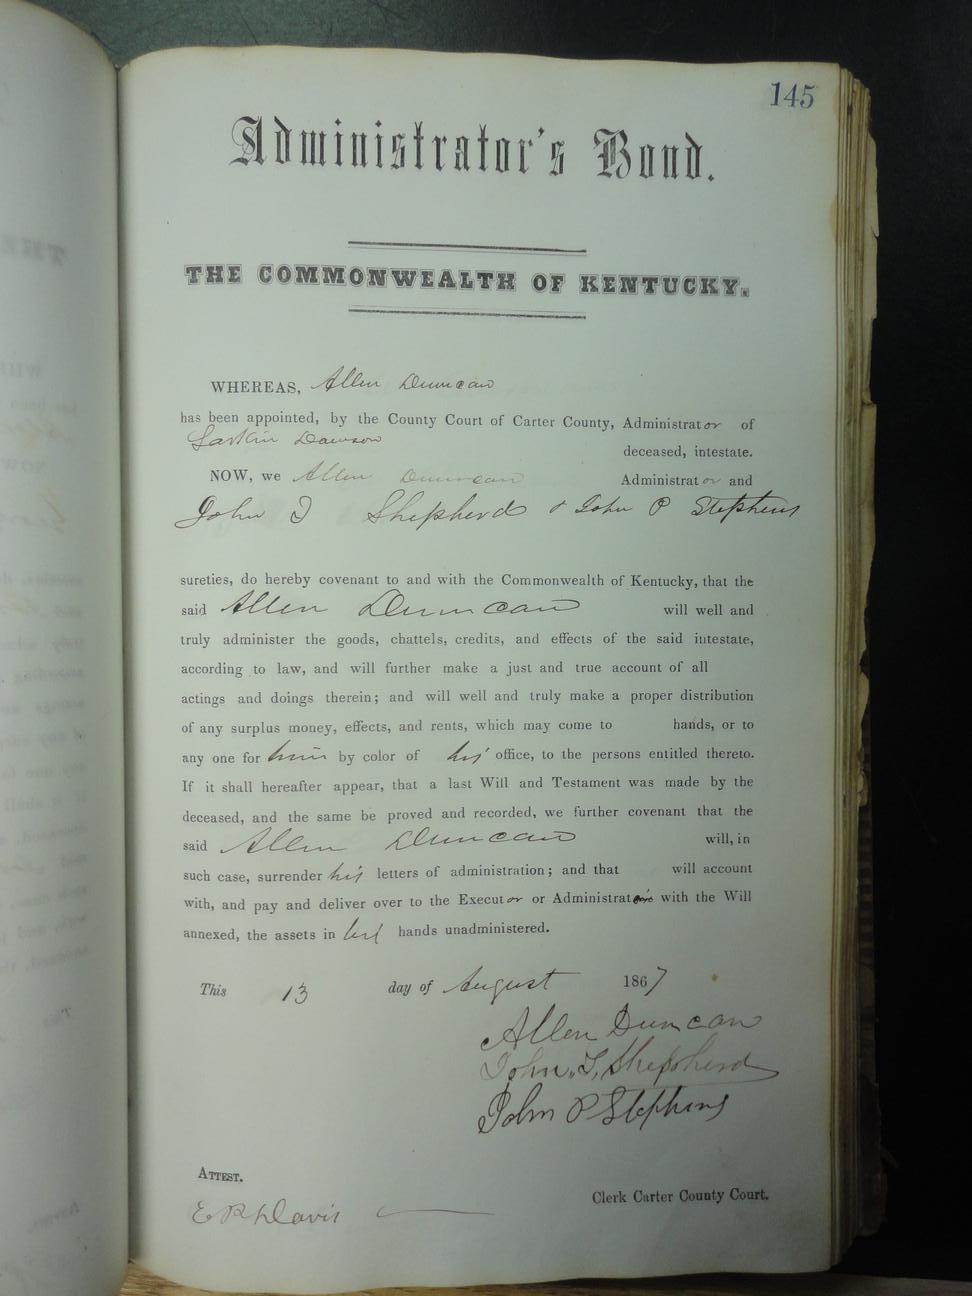 145
Administrator's Bond.
THE COMMONWEALTH OF KENTUCKY.
WHEREAS, Allen Duncan
has been appointed, by the County Court of Carter County, Administrator of
Larkin Dawson
deceased, intestate.
NOW, we Allen Duncan Administrator and
John T Shepherd & John P Stephens
sureties, do hereby covenant to and with the Commonwealth of Kentucky, that the
said Allen Duncan will well and
truly administer the goods, chattels, credits, and effects of the said intestate,
according to law, and will further make a just and true account of all
actings and doings therein; and will well and truly make a proper distribution
of any surplus money, effects, and rents, which may come to hands, or to
any one for him by color of his office, to the persons entitled thereto.
If it shall hereafter appear, that a last Will and Testament was made by the
deceased, and the same be proved and recorded, we further covenant that the
said Allen Duncan will, in
such case, surrender his letters of administration; and that will account
with, and pay and deliver over to the Executor or Administrator with the Will
annexed, the assets in his hands unadministered.
This 13 day of August 1867
Allen Duncan
John T. Shepherd
John P Stephens
ATTEST.
Clerk Carter County Court.
Davis